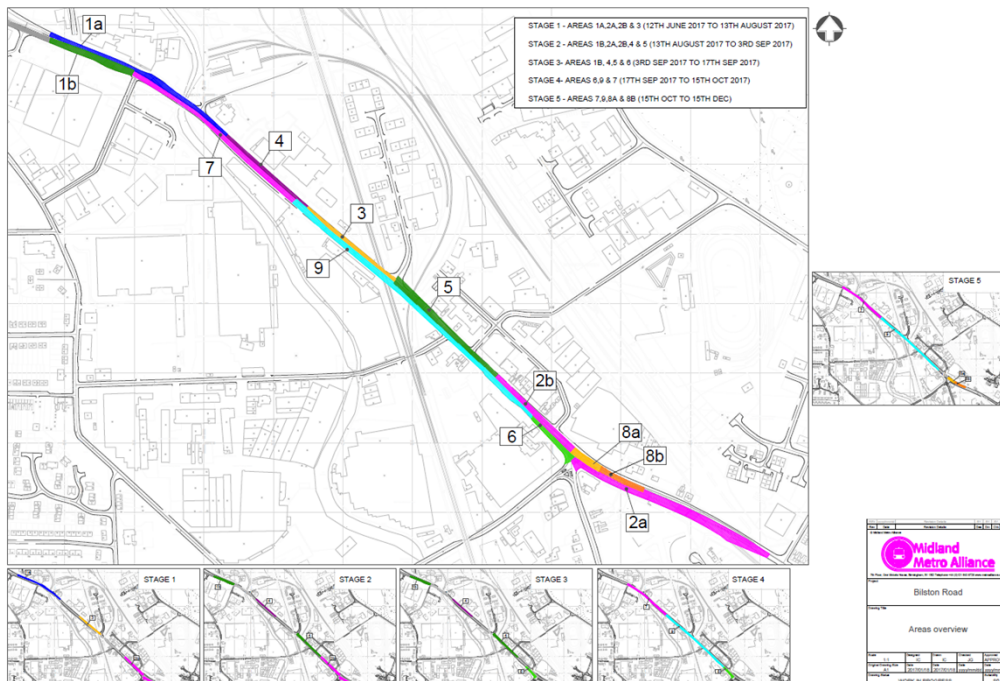 1a
STAGE 1 - AREAS 1A,2A,2B & 3 (12TH JUNE 2017 TO 13TH AUGUST 2017)
STAGE 2 - AREAS 1B,2A,2B,4 & 5 (13TH AUGUST 2017 TO 3RD SEP 2017)
STAGE 3- AREAS 1B, 4,5 & 6 (3RD SEP 2017 TO 17TH SEP 2017)
STAGE 4- AREAS 6,9 & 7 (17TH SEP 2017 TO 15TH OCT 2017)
STAGE 5 - AREAS 7,9,8A & 8B (15TH OCT TO 15TH DEC)
1b
7
4
3
9
5
2b
6
8a
8b
2a
STAGE 5
STAGE 1
STAGE 2
STAGE 3
STAGE 4
Midland
Metro Alliance
Bilston Road
Areas overview